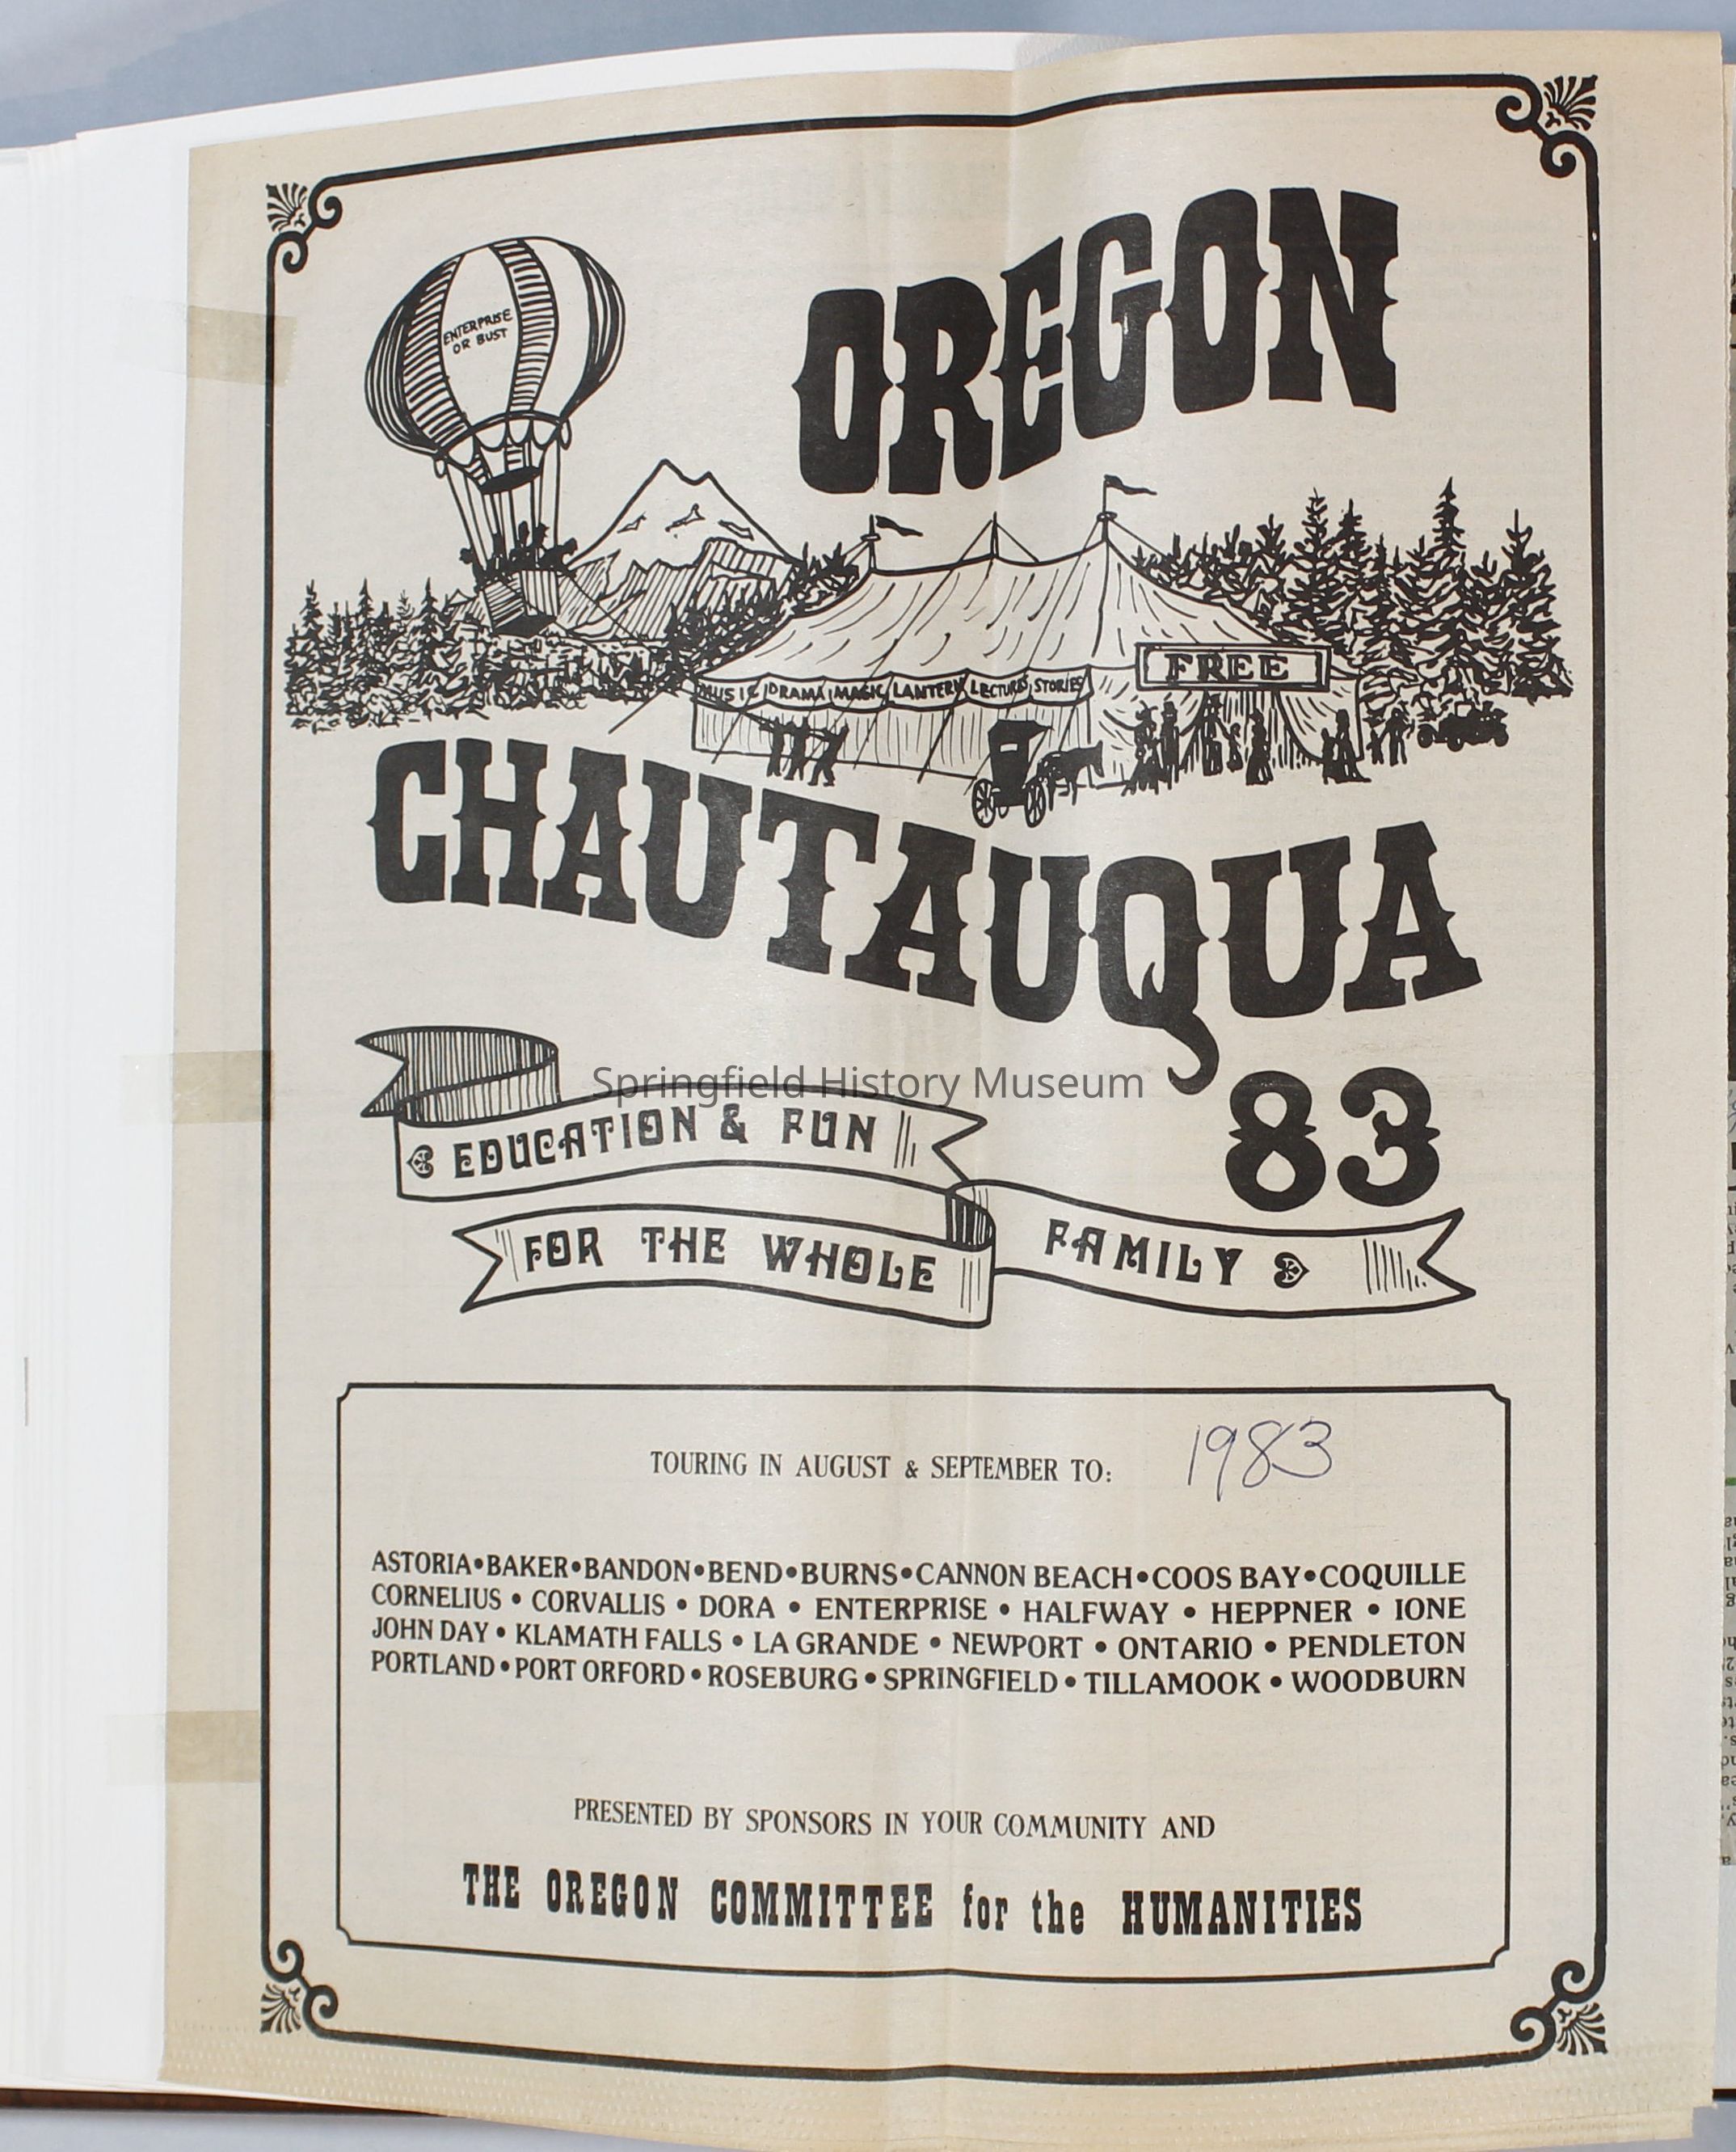 OREGON
ENTERPRISE
OR BUST
FREE
MUSIC DRAMA MAGIC LANTERN LECTURES STORIES
CHAUTAUQUA
83
Springfield History Museum
EDUCATION & FUN
FOR THE WHOLE FAMILY
TOURING IN AUGUST & SEPTEMBER TO: 1983
ASTORIA•BAKER•BANDON•BEND•BURNS•CANNON BEACH•COOS BAY•COQUILLE
CORNELIUS • CORVALLIS • DORA • ENTERPRISE • HALFWAY • HEPPNER • IONE
JOHN DAY • KLAMATH FALLS • LA GRANDE • NEWPORT • ONTARIO • PENDLETON
PORTLAND • PORT ORFORD • ROSEBURG • SPRINGFIELD • TILLAMOOK • WOODBURN
PRESENTED BY SPONSORS IN YOUR COMMUNITY AND
THE OREGON COMMITTEE for the HUMANITIES